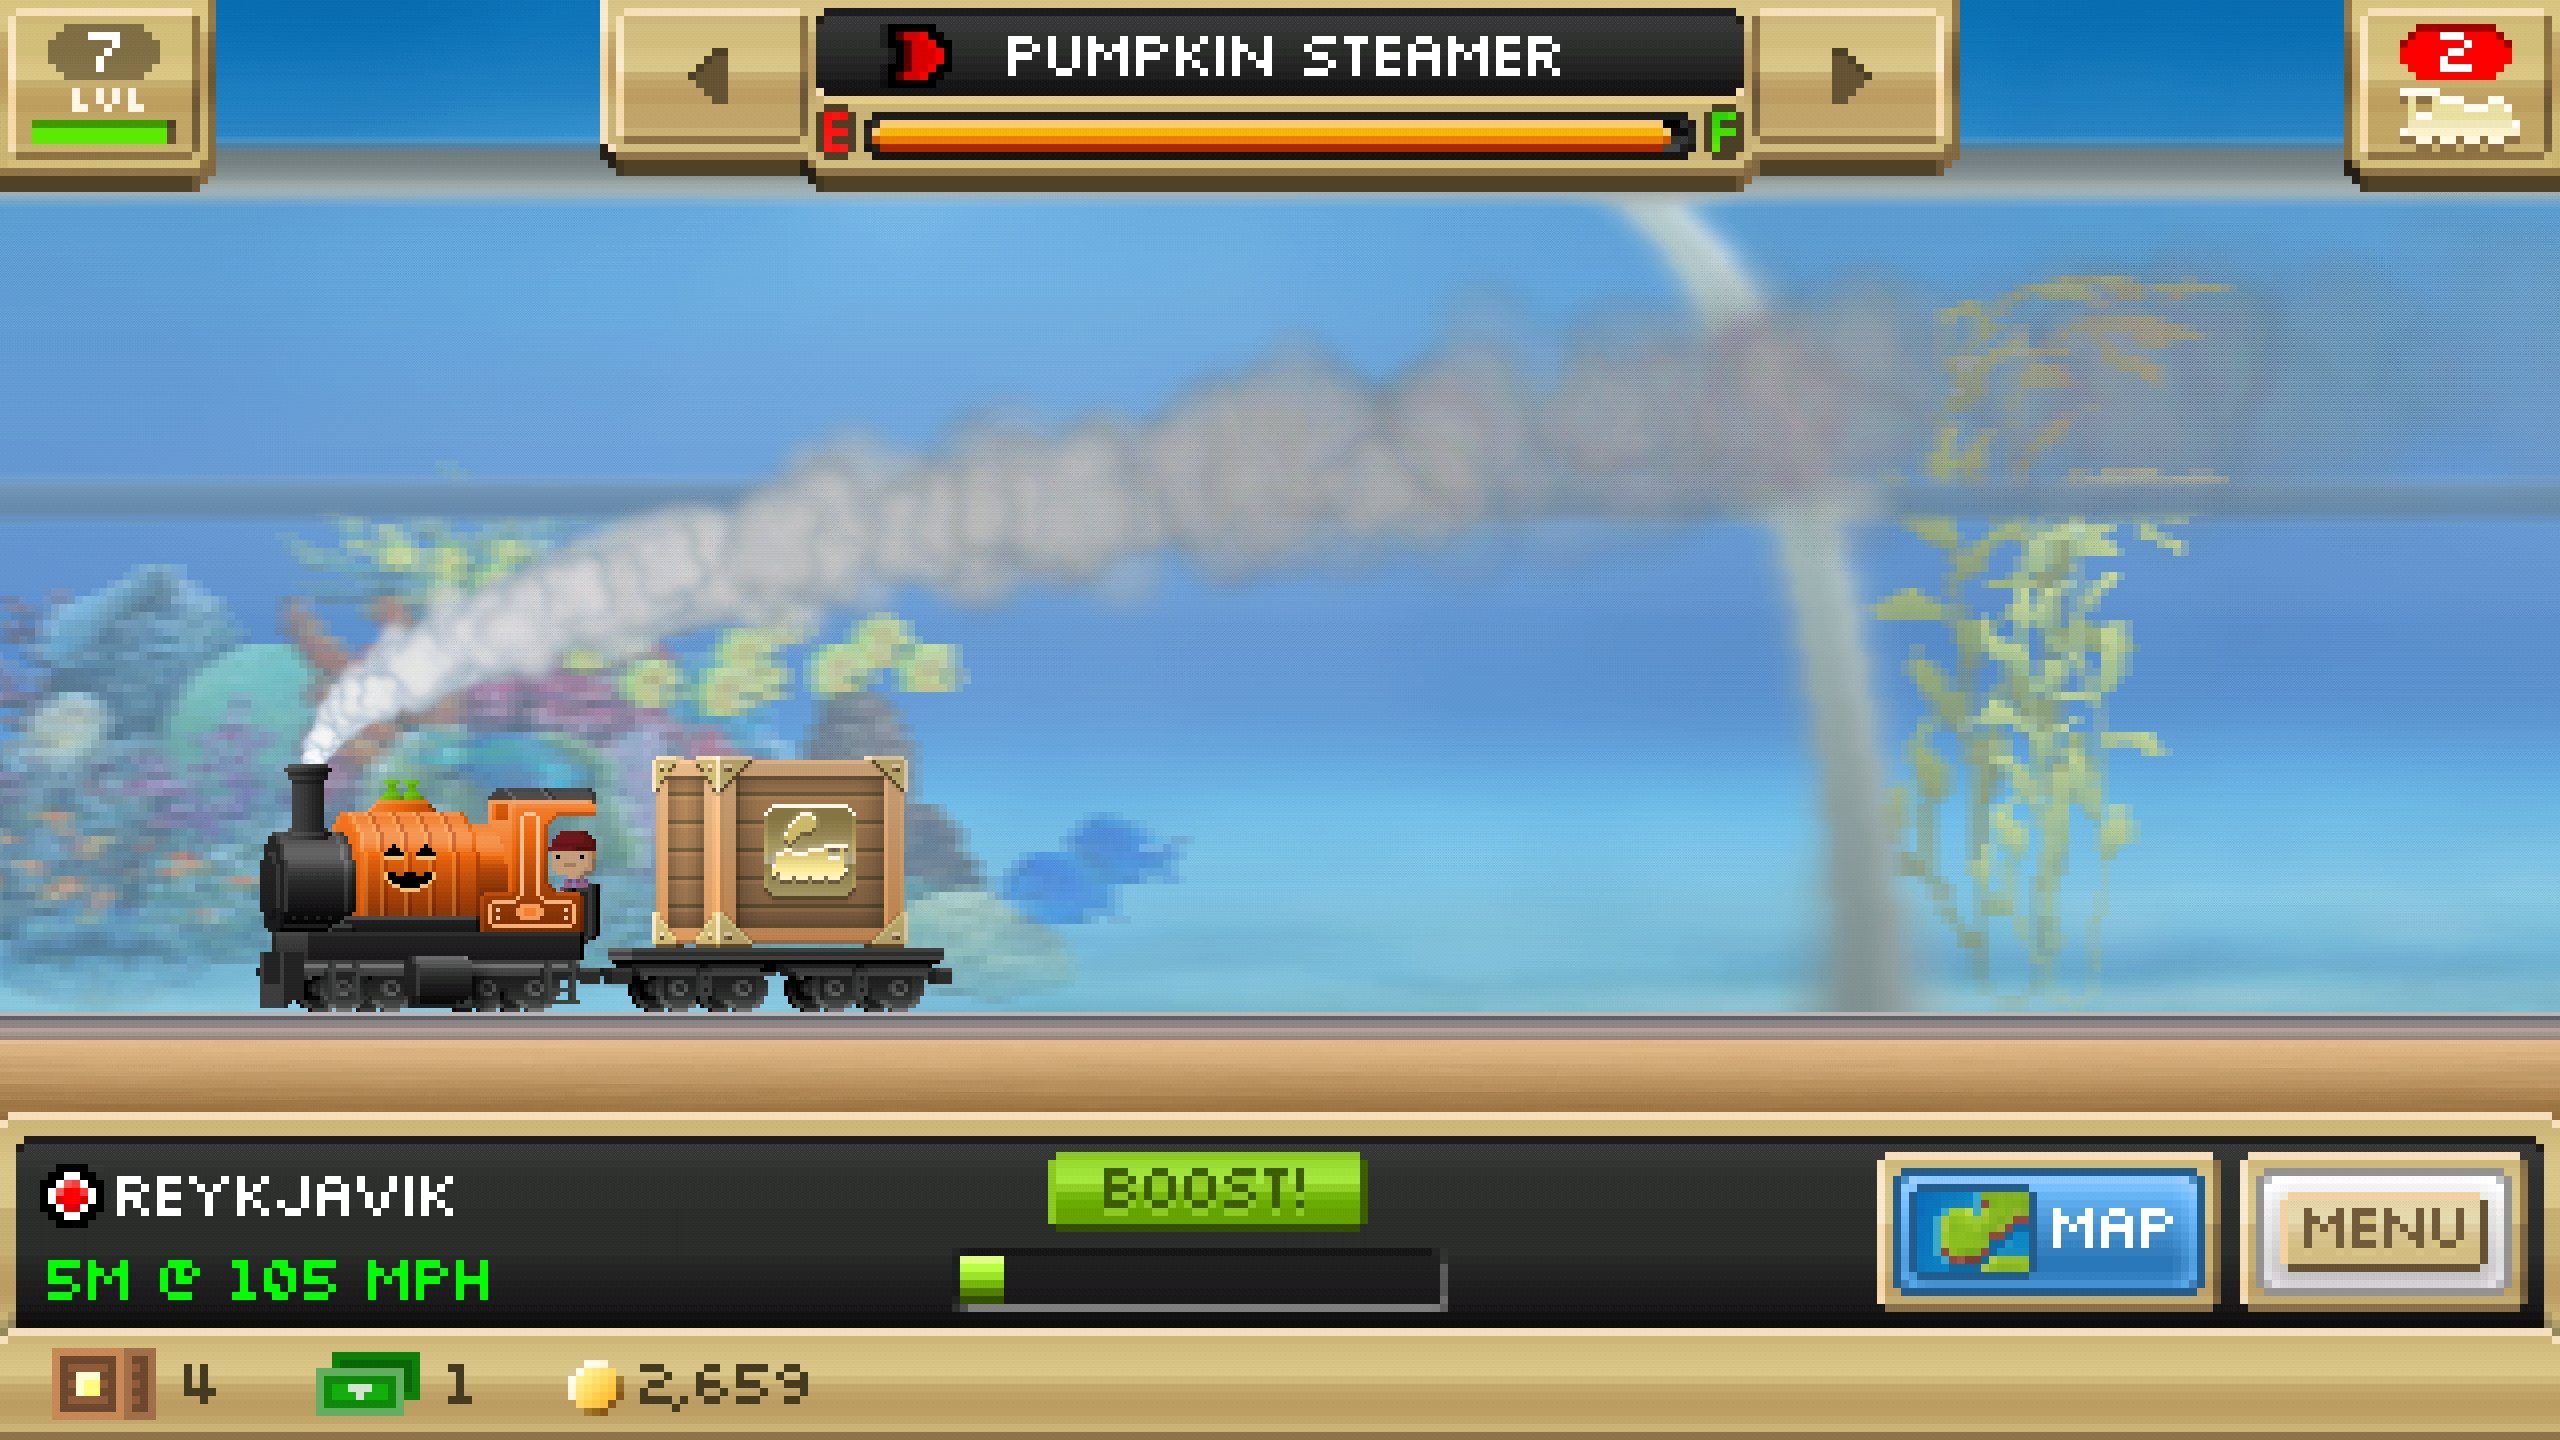 7
LVL
PUMPKIN STEAMER
E F
2
REYKJAVIK
5M @ 105 MPH
BOOST!
MAP
MENU
4
1
2,659